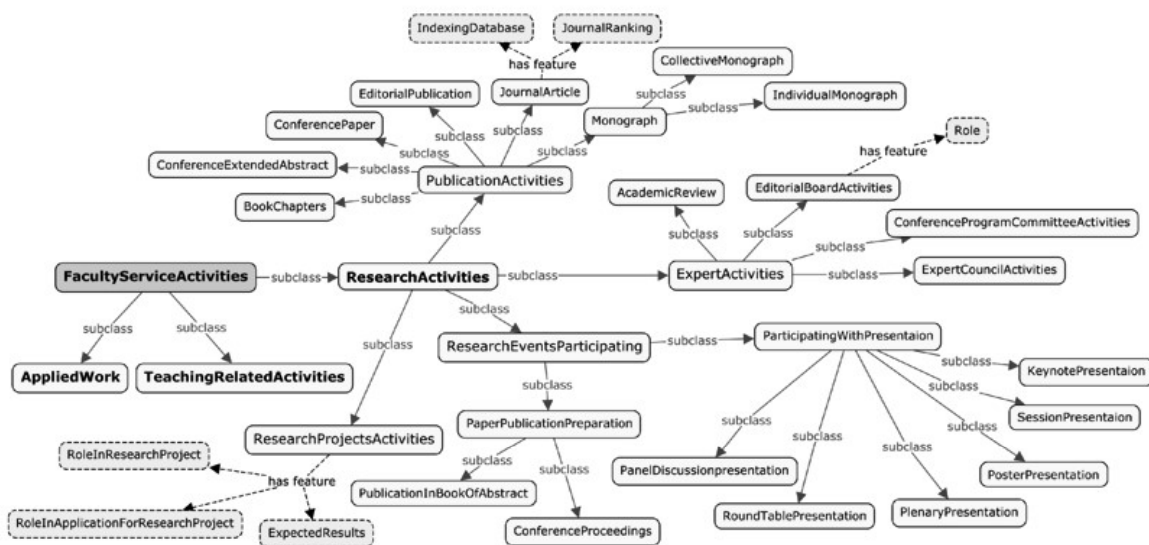 IndexingDatabase
JournalRanking
has feature
CollectiveMonograph
EditorialPublication
JournalArticle
subclass
IndividualMonograph
subclass
ConferencePaper
subclass
subclass
Monograph
Role
subclass
subclass
has feature
ConferenceExtendedAbstract
subclass
PublicationActivities
AcademicReview
EditorialBoardActivities
BookChapters
subclass
ConferenceProgramCommitteeActivities
subclass
subclass
subclass
subclass
FacultyServiceActivities
subclass
ResearchActivities
subclass
ExpertActivities
subclass
ExpertCouncilActivities
subclass
subclass
subclass
subclass
ResearchEventsParticipating
subclass
ParticipatingWithPresentaion
AppliedWork
TeachingRelatedActivities
subclass
KeynotePresentaion
subclass
subclass
SessionPresentaion
PaperPublicationPreparation
subclass
subclass
ResearchProjectsActivities
subclass
subclass
RoleInResearchProject
subclass
subclass
PanelDiscussionpresentation
PosterPresentation
has feature
PublicationInBookOfAbstract
RoundTablePresentation
PlenaryPresentation
RoleInApplicationForResearchProject
ExpectedResults
ConferenceProceedings